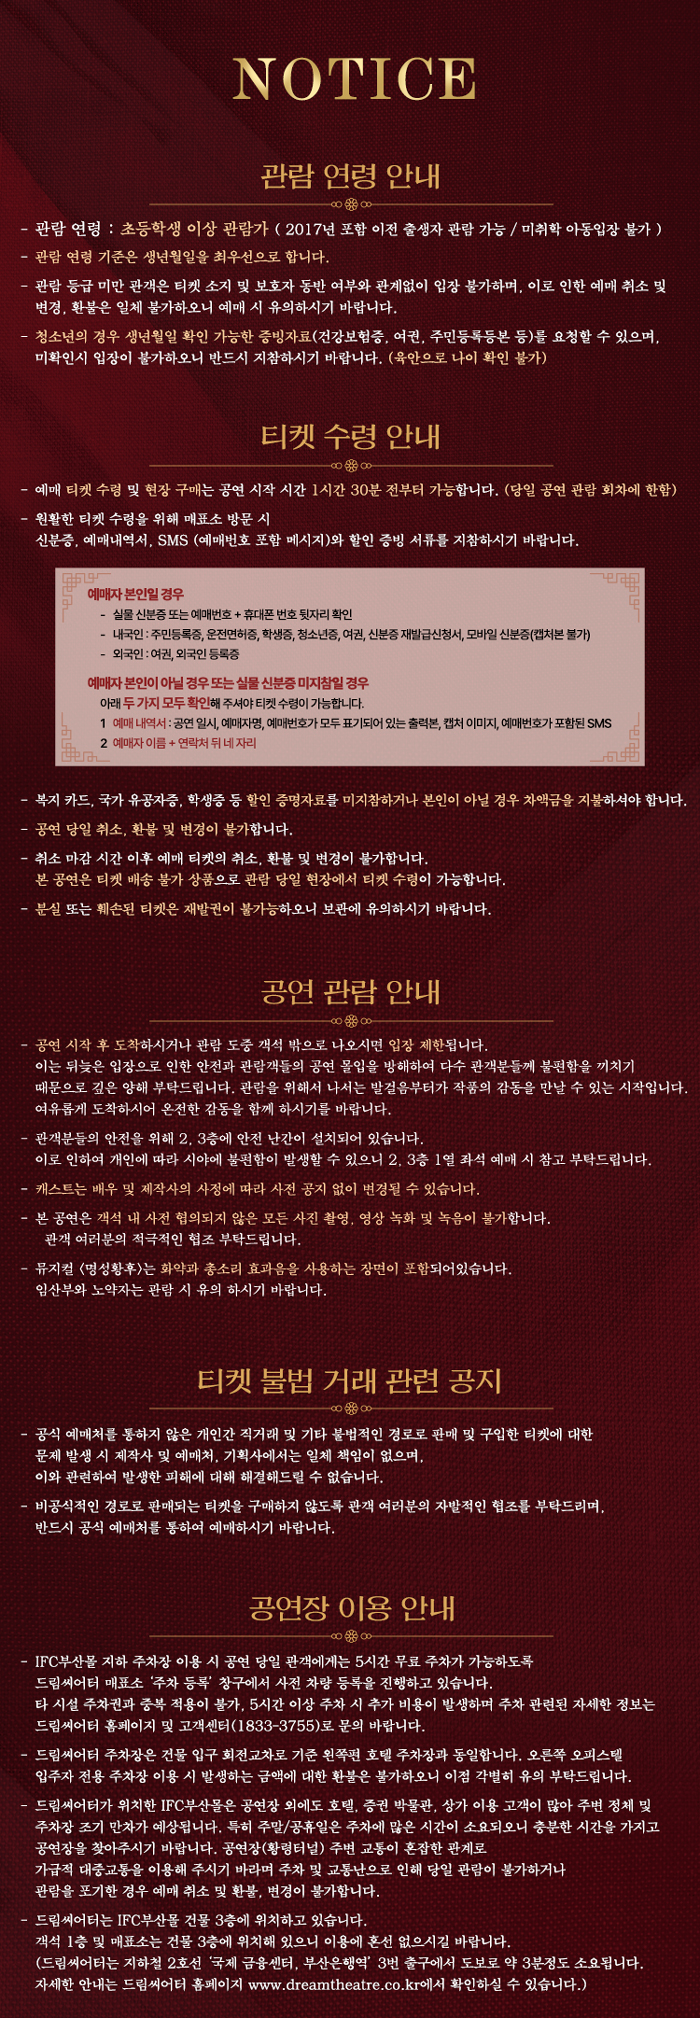 NOTICE
관람 연령 안내
- 관람 연령 : 초등학생 이상 관람가 ( 2017년 포함 이전 출생자 관람 가능 / 미취학 아동입장 불가 )
- 관람 연령 기준은 생년월일을 최우선으로 합니다.
- 관람 등급 미만 관객은 티켓 소지 및 보호자 동반 여부와 관계없이 입장 불가하며, 이로 인한 예매 취소 및
변경, 환불은 일체 불가하오니 예매 시 유의하시기 바랍니다.
- 청소년의 경우 생년월일 확인 가능한 증빙자료(건강보험증, 여권, 주민등록등본 등)를 요청할 수 있으며,
미확인시 입장이 불가하오니 반드시 지참하시기 바랍니다. (육안으로 나이 확인 불가)
티켓 수령 안내
- 예매 티켓 수령 및 현장 구매는 공연 시작 시간 1시간 30분 전부터 가능합니다. (당일 공연 관람 회차에 한함)
- 원활한 티켓 수령을 위해 매표소 방문 시
신분증, 예매내역서, SMS (예매번호 포함 메시지)와 할인 증빙 서류를 지참하시기 바랍니다.
예매자 본인일 경우
- 실물 신분증 또는 예매번호 + 휴대폰 번호 뒷자리 확인
- 내국인 : 주민등록증, 운전면허증, 학생증, 청소년증, 여권, 신분증 재발급신청서, 모바일 신분증(캡처본 불가)
- 외국인 : 여권, 외국인 등록증
예매자 본인이 아닐 경우 또는 실물 신분증 미지참일 경우
아래 두 가지 모두 확인해 주셔야 티켓 수령이 가능합니다.
1 예매 내역서 : 공연 일시, 예매자명, 예매번호가 모두 표기되어 있는 출력본, 캡처 이미지, 예매번호가 포함된 SMS
2 예매자 이름 + 연락처 뒤 네 자리
- 복지 카드, 국가 유공자증, 학생증 등 할인 증명자료를 미지참하거나 본인이 아닐 경우 차액금을 지불하셔야 합니다.
- 공연 당일 취소, 환불 및 변경이 불가합니다.
- 취소 마감 시간 이후 예매 티켓의 취소, 환불 및 변경이 불가합니다.
본 공연은 티켓 배송 불가 상품으로 관람 당일 현장에서 티켓 수령이 가능합니다.
- 분실 또는 훼손된 티켓은 재발권이 불가능하오니 보관에 유의하시기 바랍니다.
공연 관람 안내
- 공연 시작 후 도착하시거나 관람 도중 객석 밖으로 나오시면 입장 제한됩니다.
이는 뒤늦은 입장으로 인한 안전과 관람객들의 공연 몰입을 방해하여 다수 관객분들께 불편함을 끼치기
때문으로 깊은 양해 부탁드립니다. 관람을 위해서 나서는 발걸음부터가 작품의 감동을 만날 수 있는 시작입니다.
여유롭게 도착하시어 온전한 감동을 함께 하시기를 바랍니다.
- 관객분들의 안전을 위해 2, 3층에 안전 난간이 설치되어 있습니다.
이로 인하여 개인에 따라 시야에 불편함이 발생할 수 있으니 2, 3층 1열 좌석 예매 시 참고 부탁드립니다.
- 캐스트는 배우 및 제작사의 사정에 따라 사전 공지 없이 변경될 수 있습니다.
- 본 공연은 객석 내 사전 협의되지 않은 모든 사진 촬영, 영상 녹화 및 녹음이 불가합니다.
관객 여러분의 적극적인 협조 부탁드립니다.
- 뮤지컬 <명성황후>는 화약과 총소리 효과음을 사용하는 장면이 포함되어있습니다.
임산부와 노약자는 관람 시 유의 하시기 바랍니다.
티켓 불법 거래 관련 공지
- 공식 예매처를 통하지 않은 개인간 직거래 및 기타 불법적인 경로로 판매 및 구입한 티켓에 대한
문제 발생 시 제작사 및 예매처, 기획사에서는 일체 책임이 없으며,
이와 관련하여 발생한 피해에 대해 해결해드릴 수 없습니다.
- 비공식적인 경로로 판매되는 티켓을 구매하지 않도록 관객 여러분의 자발적인 협조를 부탁드리며,
반드시 공식 예매처를 통하여 예매하시기 바랍니다.
공연장 이용 안내
- IFC부산몰 지하 주차장 이용 시 공연 당일 관객에게는 5시간 무료 주차가 가능하도록
드림씨어터 매표소 '주차 등록' 창구에서 사전 차량 등록을 진행하고 있습니다.
타 시설 주차권과 중복 적용이 불가, 5시간 이상 주차 시 추가 비용이 발생하며 주차 관련된 자세한 정보는
드림씨어터 홈페이지 및 고객센터(1833-3755)로 문의 바랍니다.
- 드림씨어터 주차장은 건물 입구 회전교차로 기준 왼쪽편 호텔 주차장과 동일합니다. 오른쪽 오피스텔
입주자 전용 주차장 이용 시 발생하는 금액에 대한 환불은 불가하오니 이점 각별히 유의 부탁드립니다.
- 드림씨어터가 위치한 IFC부산몰은 공연장 외에도 호텔, 증권 박물관, 상가 이용 고객이 많아 주변 정체 및
주차장 조기 만차가 예상됩니다. 특히 주말/공휴일은 주차에 많은 시간이 소요되오니 충분한 시간을 가지고
공연장을 찾아주시기 바랍니다. 공연장(황령터널) 주변 교통이 혼잡한 관계로
가급적 대중교통을 이용해 주시기 바라며 주차 및 교통난으로 인해 당일 관람이 불가하거나
관람을 포기한 경우 예매 취소 및 환불, 변경이 불가합니다.
- 드림씨어터는 IFC부산몰 건물 3층에 위치하고 있습니다.
객석 1층 및 매표소는 건물 3층에 위치해 있으니 이용에 혼선 없으시길 바랍니다.
(드림씨어터는 지하철 2호선 '국제 금융센터, 부산은행역' 3번 출구에서 도보로 약 3분정도 소요됩니다.
자세한 안내는 드림씨어터 홈페이지 www.dreamtheatre.co.kr에서 확인하실 수 있습니다.)